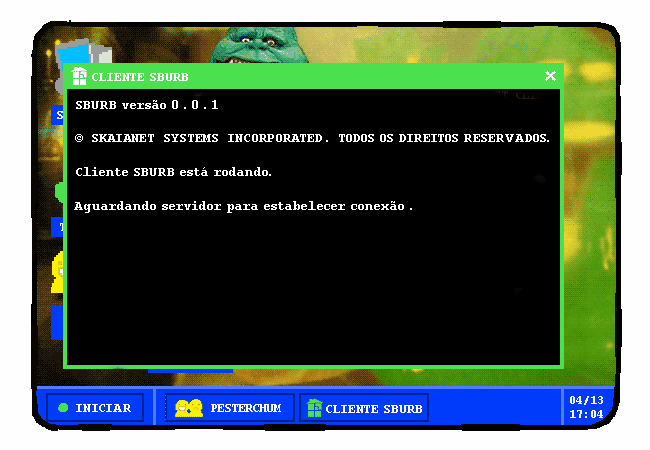 CLIENTE SBURB
SBURB versão 0.0.1
© SKAIANET SYSTEMS INCORPORATED. TODOS OS DIREITOS RESERVADOS.
Cliente SBURB está rodando.
Aguardando servidor para estabelecer conexão.
S
T
INICIAR
PESTERCHUM
CLIENTE SBURB
04/13
17:04